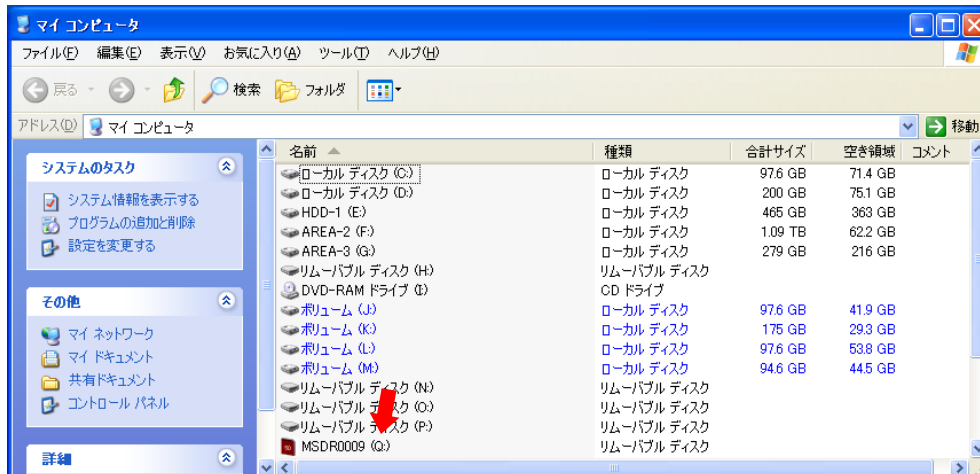 マイ コンピュータ
ファイル(F) 編集(E) 表示(V) お気に入り(A) ツール(T) ヘルプ(H)
戻る 検索 フォルダ
アドレス(D) マイ コンピュータ 移動
システムのタスク
システム情報を表示する
プログラムの追加と削除
設定を変更する
その他
マイ ネットワーク
マイ ドキュメント
共有ドキュメント
コントロール パネル
詳細
名前 種類 合計サイズ 空き領域 コメント
ローカル ディスク (C:) ローカル ディスク 97.6 GB 71.4 GB
ローカル ディスク (D:) ローカル ディスク 200 GB 75.1 GB
HDD-1 (E:) ローカル ディスク 465 GB 363 GB
AREA-2 (F:) ローカル ディスク 1.09 TB 62.2 GB
AREA-3 (G:) ローカル ディスク 279 GB 216 GB
リムーバブル ディスク (H:) リムーバブル ディスク
DVD-RAM ドライブ (I:) CD ドライブ
ボリューム (J:) ローカル ディスク 97.6 GB 41.9 GB
ボリューム (K:) ローカル ディスク 175 GB 29.3 GB
ボリューム (L:) ローカル ディスク 97.6 GB 53.8 GB
ボリューム (M:) ローカル ディスク 94.6 GB 44.5 GB
リムーバブル ディスク (N:) リムーバブル ディスク
リムーバブル ディスク (O:) リムーバブル ディスク
リムーバブル ディスク (P:) リムーバブル ディスク
MSDR0009 (Q:) リムーバブル ディスク